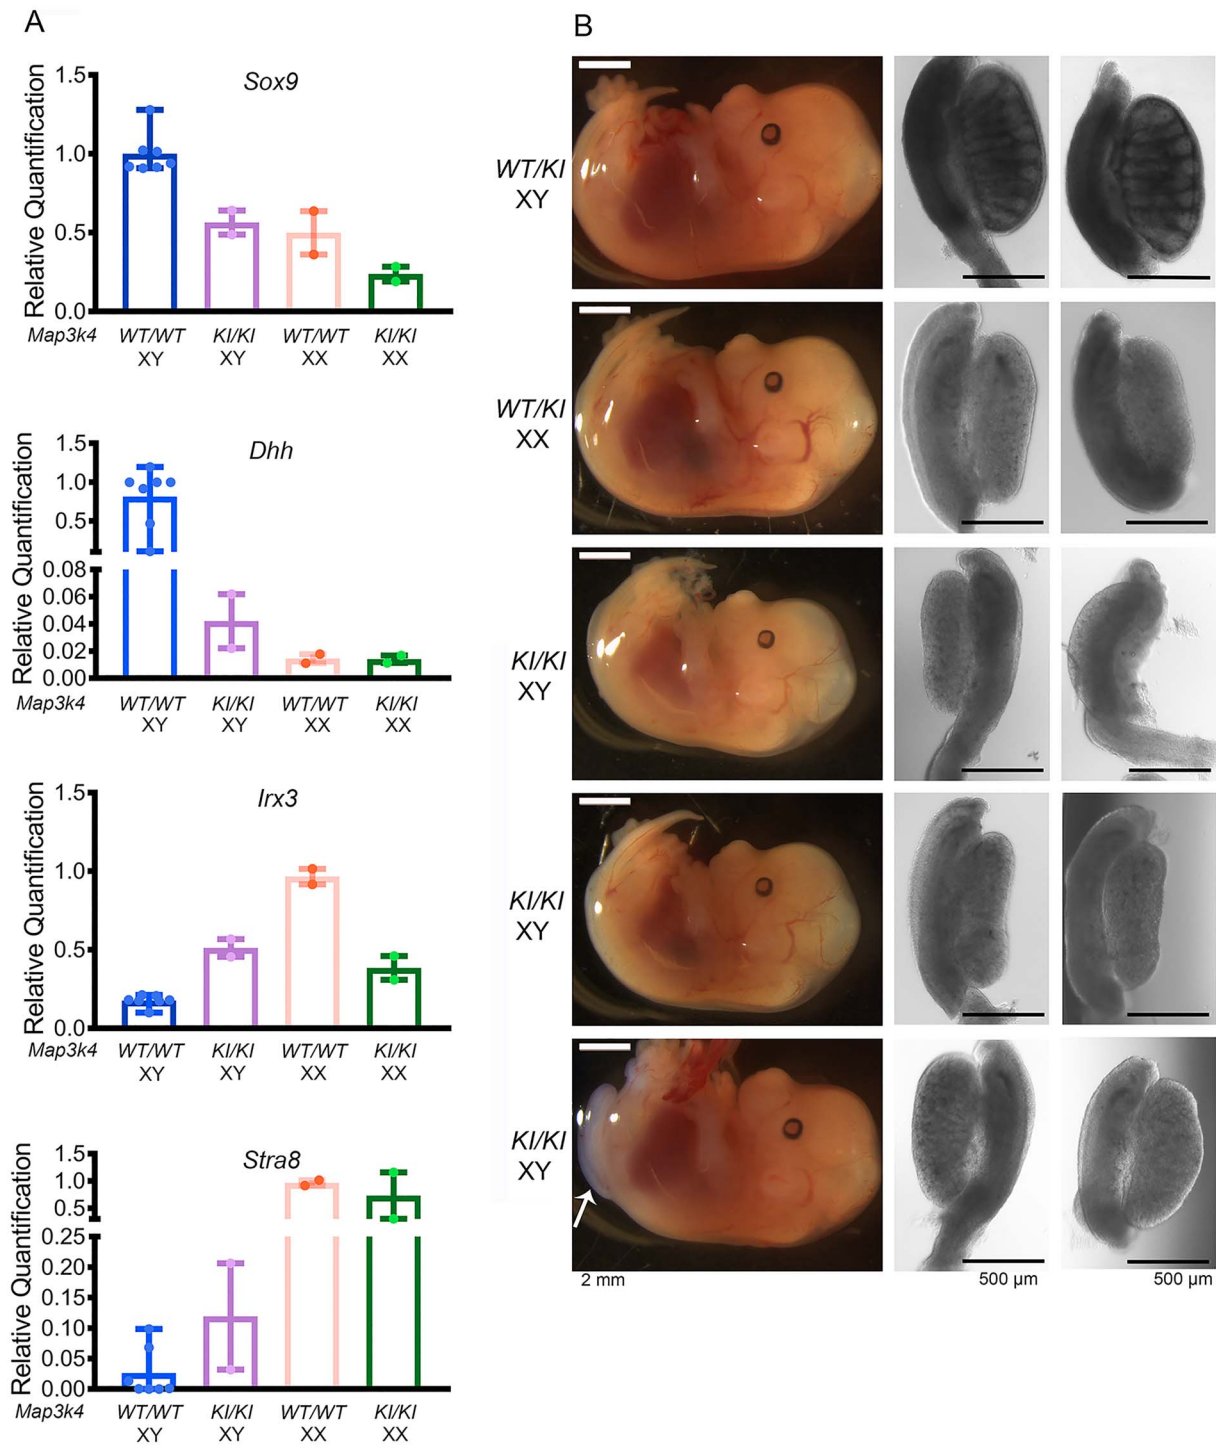 A
Sox9
Relative Quantification
1.5
1.0
0.5
0.0
Map3k4 WT/WT KI/KI WT/WT KI/KI
XY XY XX XX
Dhh
Relative Quantification
1.5
1.0
0.5
0.08
0.06
0.04
0.02
0.00
Map3k4 WT/WT KI/KI WT/WT KI/KI
XY XY XX XX
Irx3
Relative Quantification
1.5
1.0
0.5
0.0
Map3k4 WT/WT KI/KI WT/WT KI/KI
XY XY XX XX
Stra8
Relative Quantification
1.5
1.0
0.5
0.25
0.20
0.15
0.10
0.05
0.00
Map3k4 WT/WT KI/KI WT/WT KI/KI
XY XY XX XX
B
WT/KI
XY
WT/KI
XX
KI/KI
XY
KI/KI
XY
KI/KI
XY
2 mm 500 µm 500 µm